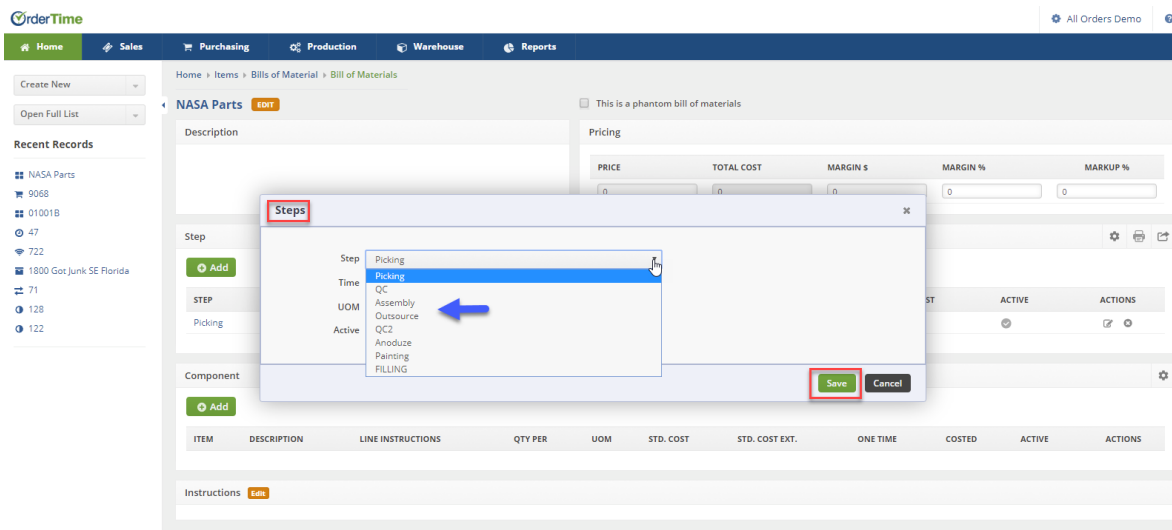 OrderTime
All Orders Demo
Home Sales Purchasing Production Warehouse Reports
Create New
Open Full List
Recent Records
NASA Parts
9068
01001B
47
722
1800 Got Junk SE Florida
71
128
122
Home Items Bills of Material Bill of Materials
NASA Parts EDIT
This is a phantom bill of materials
Description
Pricing
PRICE TOTAL COST MARGIN $ MARGIN % MARKUP %
0 0 0 0 0
Steps
Step
Add
STEP ST ACTIVE ACTIONS
Picking
Step Picking
Time
UOM
Active
Picking
QC
Assembly
Outsource
QC2
Anoduze
Painting
FILLING
Save Cancel
Component
Add
ITEM DESCRIPTION LINE INSTRUCTIONS QTY PER UOM STD. COST STD. COST EXT. ONE TIME COSTED ACTIVE ACTIONS
Instructions Edit